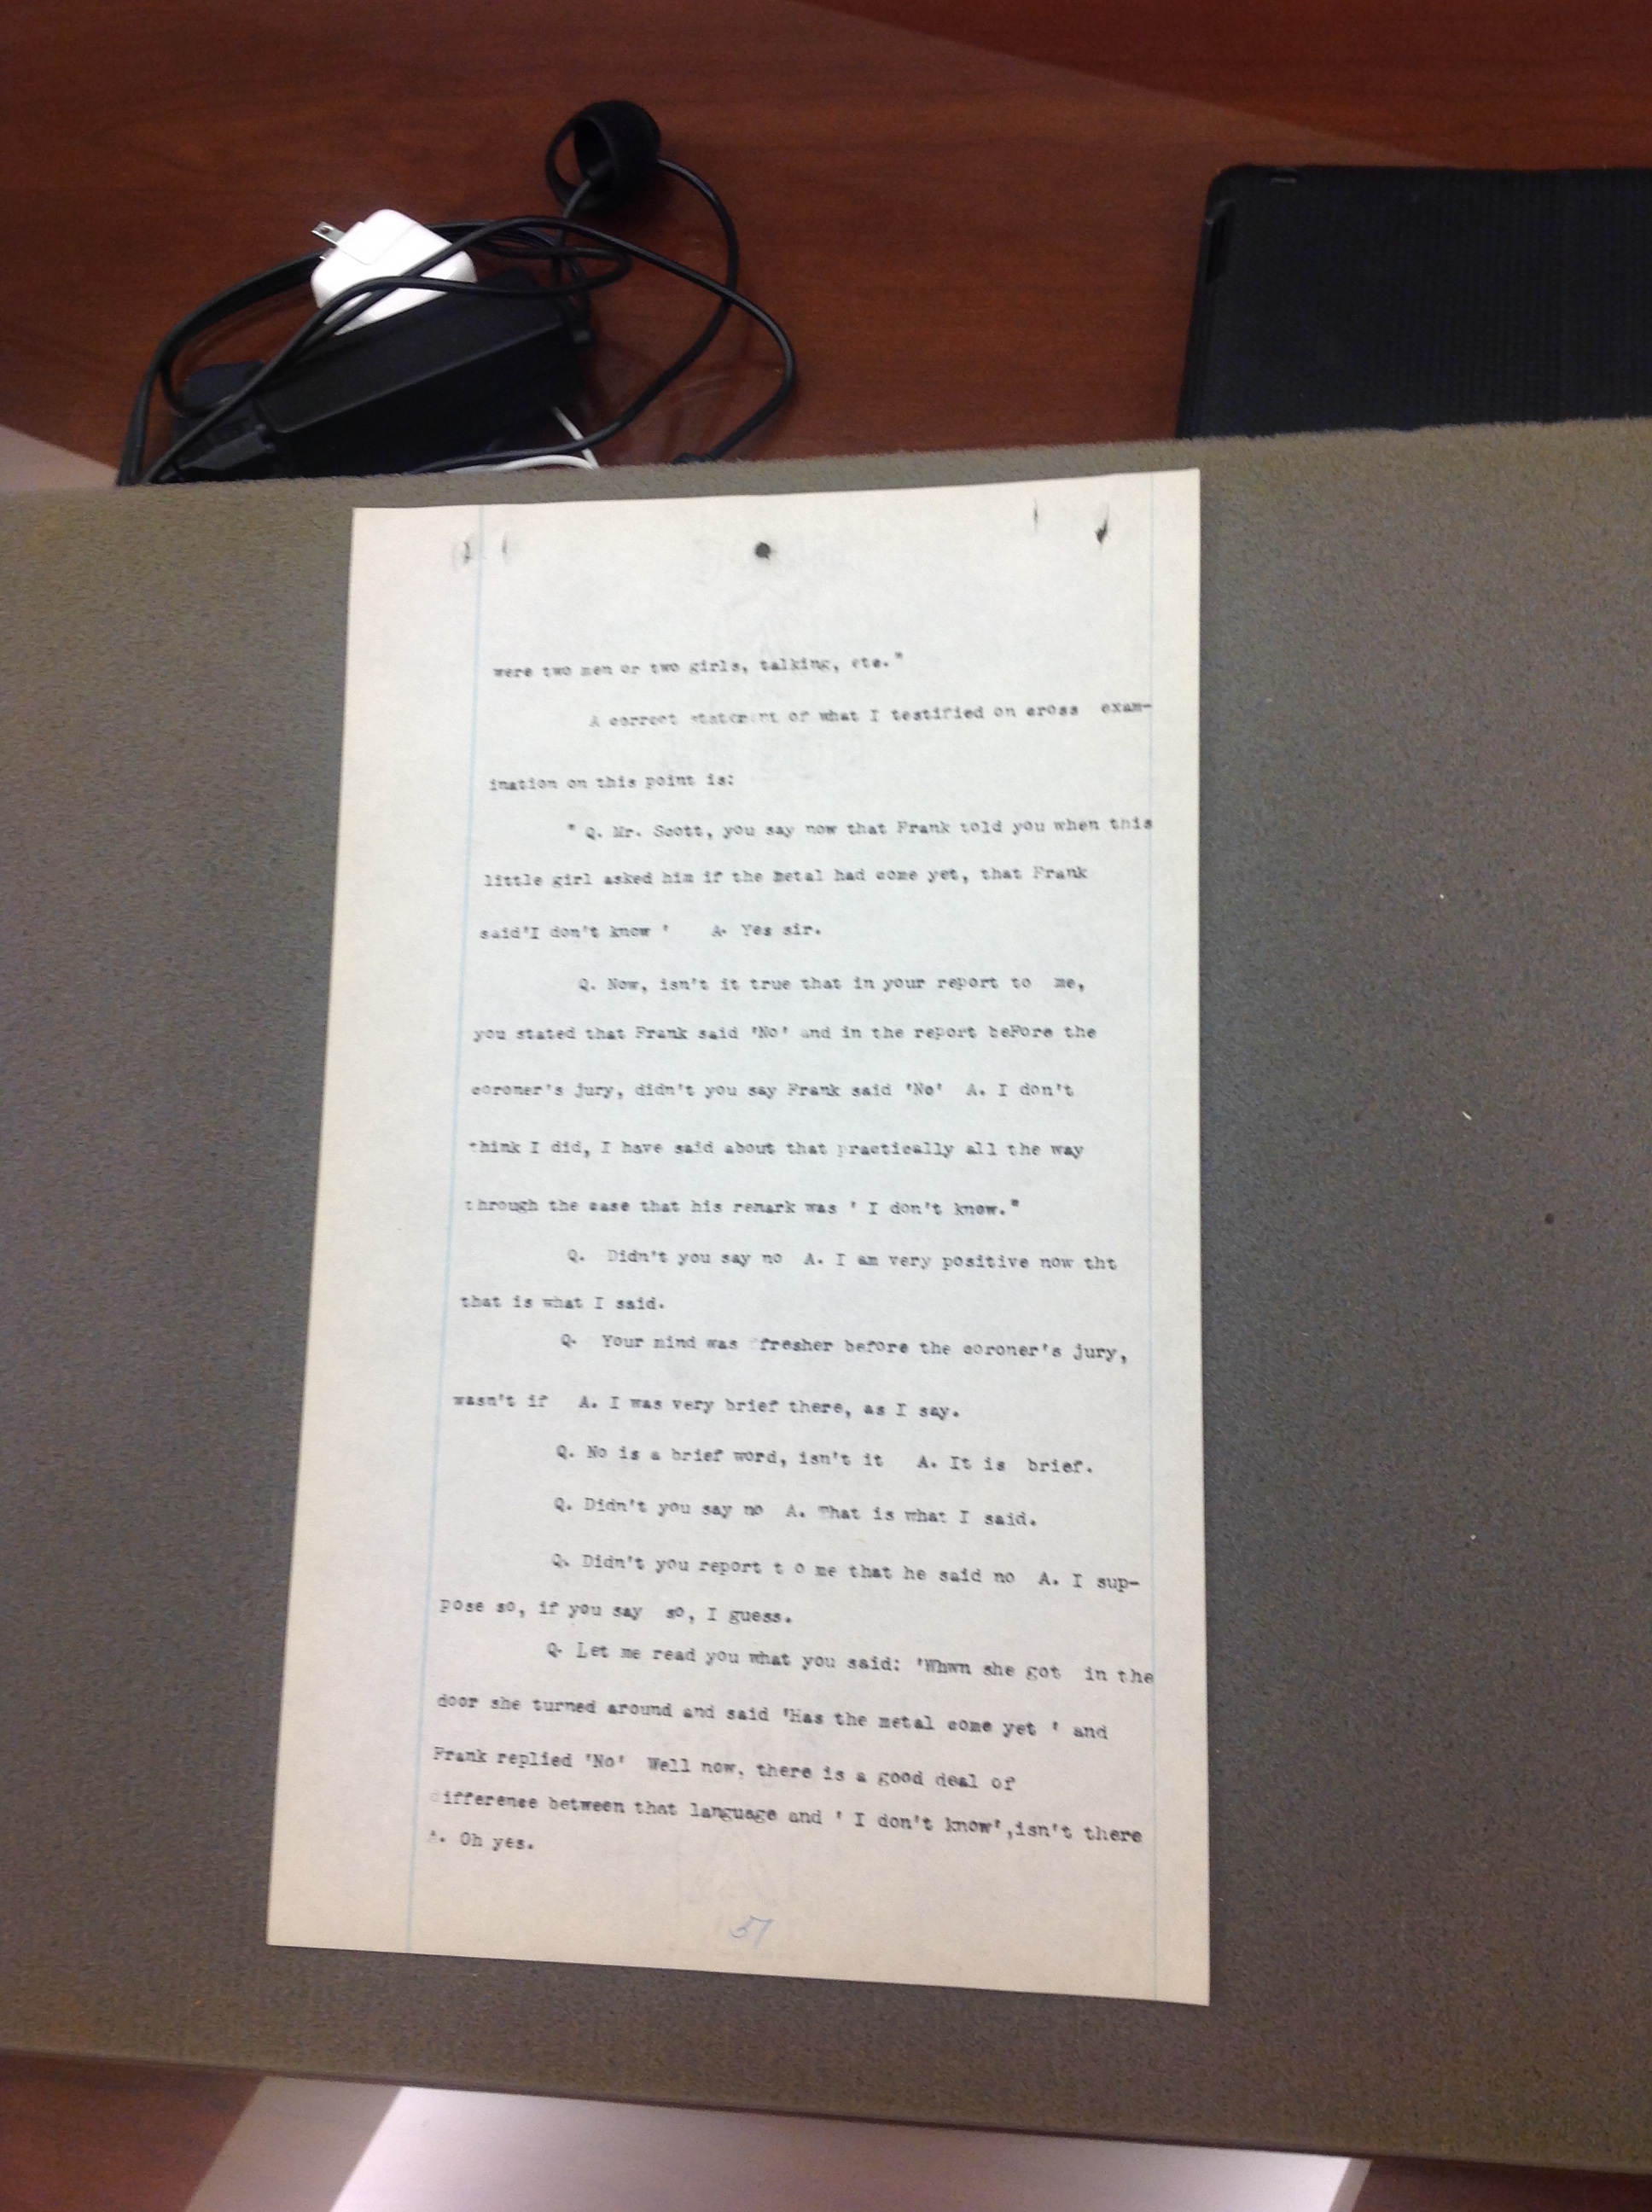 were two men or two girls, talking, etc."
A correct statement of what I testified on cross exam-
ination on this point is:
" Q. Mr. Scott, you say now that Frank told you when this
little girl asked him if the metal had come yet, that Frank
said'I don't know ' A. Yes sir.
Q. Now, isn't it true that in your report to me,
you stated that Frank said 'No' and in the report beFore the
coroner's jury, didn't you say Frank said 'No' A. I don't
think I did, I have said about that practically all the way
through the case that his remark was ' I don't know."
Q. Didn't you say no A. I am very positive now tht
that is what I said.
Q. Your mind was fresher before the coroner's jury,
wasn't if A. I was very brief there, as I say.
Q. No is a brief word, isn't it A. It is brief.
Q. Didn't you say no A. That is what I said.
Q. Didn't you report t o me that he said no A. I sup-
pose so, if you say so, I guess.
Q. Let me read you what you said: 'Whwn she got in the
door she turned around and said 'Has the metal come yet ' and
Frank replied 'No' Well now, there is a good deal of
difference between that language and ' I don't know',isn't there
A. Oh yes.
51